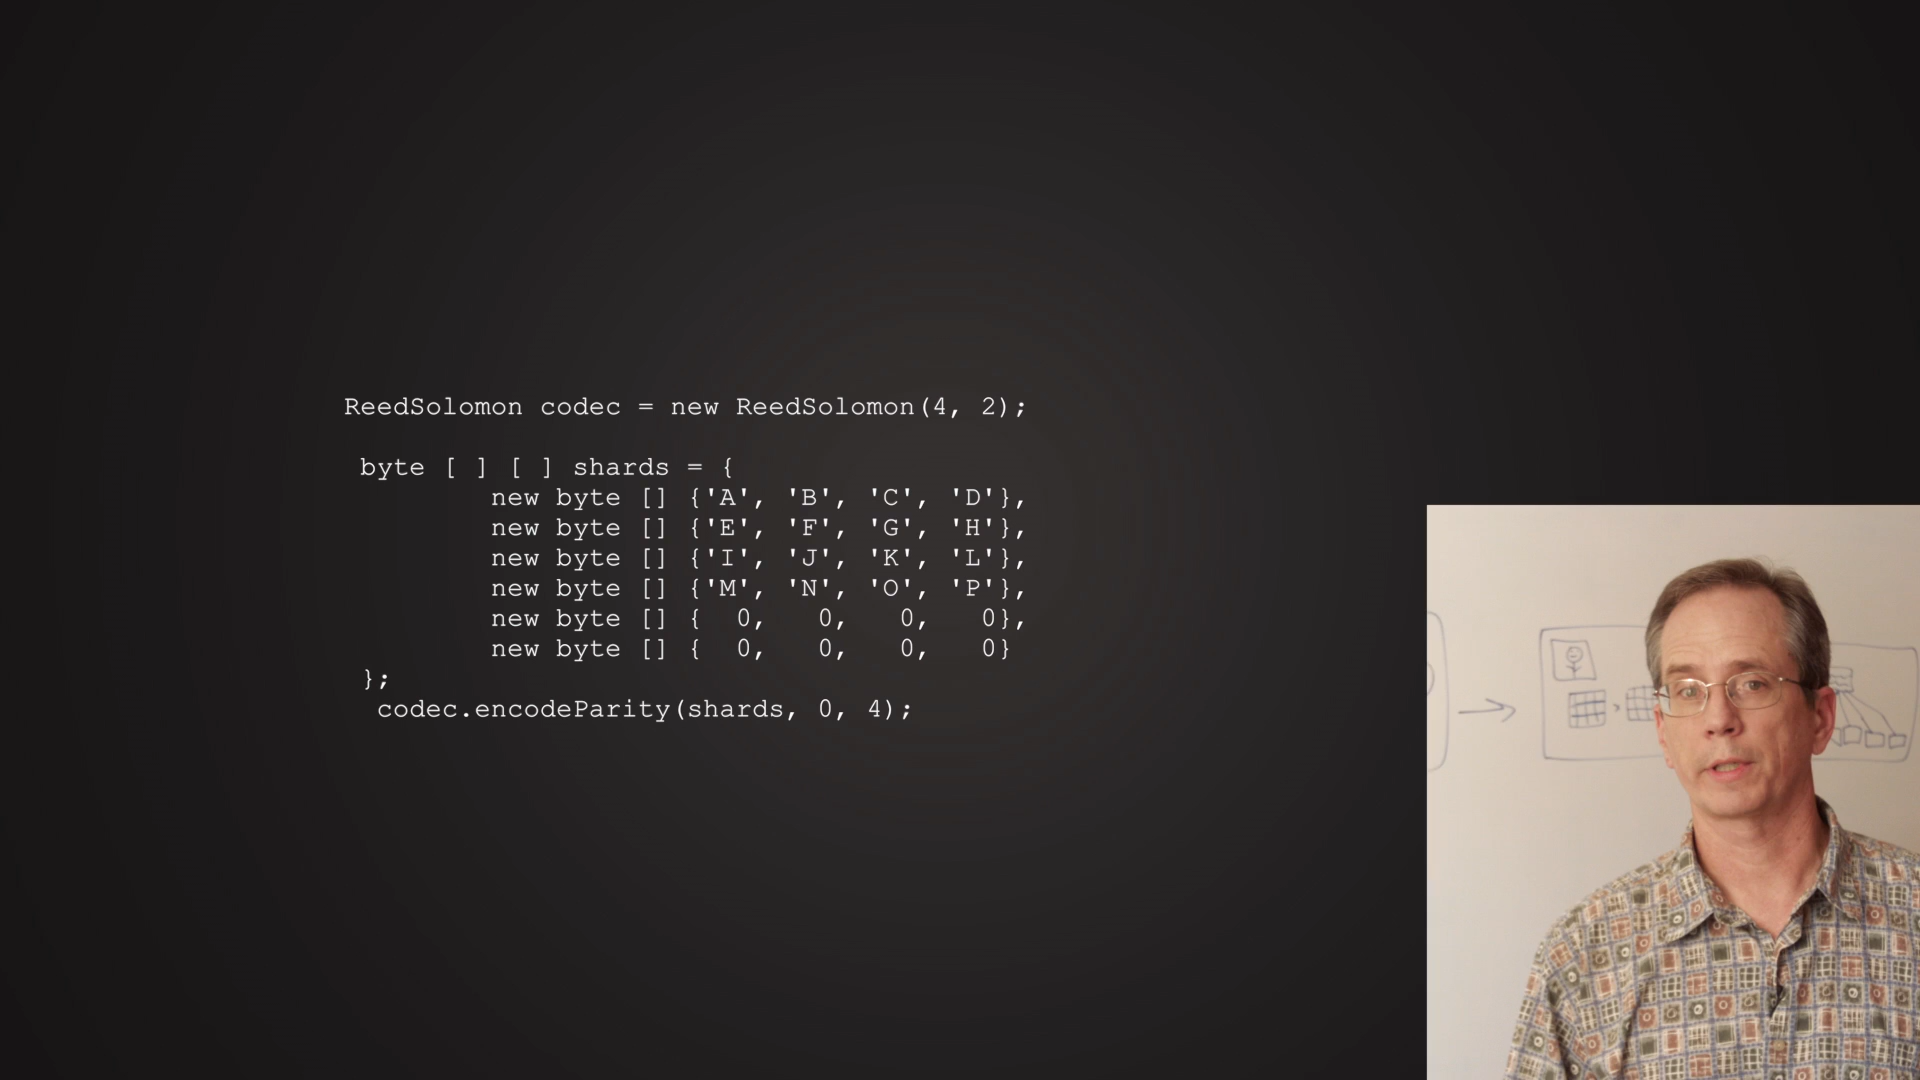 ReedSolomon codec = new ReedSolomon(4, 2);
byte [ ] [ ] shards = {
new byte [] {'A', 'B', 'C', 'D'},
new byte [] {'E', 'F', 'G', 'H'},
new byte [] {'I', 'J', 'K', 'L'},
new byte [] {'M', 'N', 'O', 'P'},
new byte [] { 0, 0, 0, 0},
new byte [] { 0, 0, 0, 0}
};
codec.encodeParity(shards, 0, 4);